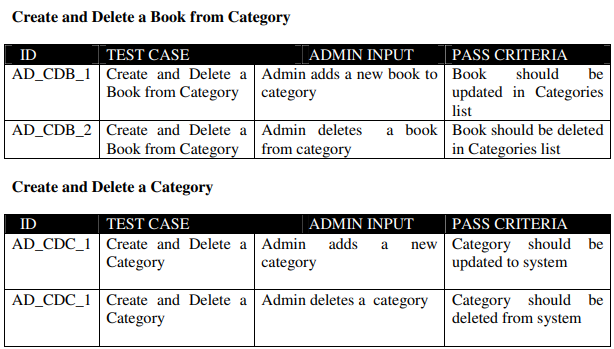 Create and Delete a Book from Category
ID TEST CASE ADMIN INPUT PASS CRITERIA
AD_CDB_1 Create and Delete a Admin adds a new book to Book should be
Book from Category category updated in Categories
list
AD_CDB_2 Create and Delete a Admin deletes a book Book should be deleted
Book from Category from category in Categories list
Create and Delete a Category
ID TEST CASE ADMIN INPUT PASS CRITERIA
AD_CDC_1 Create and Delete a Admin adds a new Category should be
Category category updated to system
AD_CDC_1 Create and Delete a Admin deletes a category Category should be
Category deleted from system